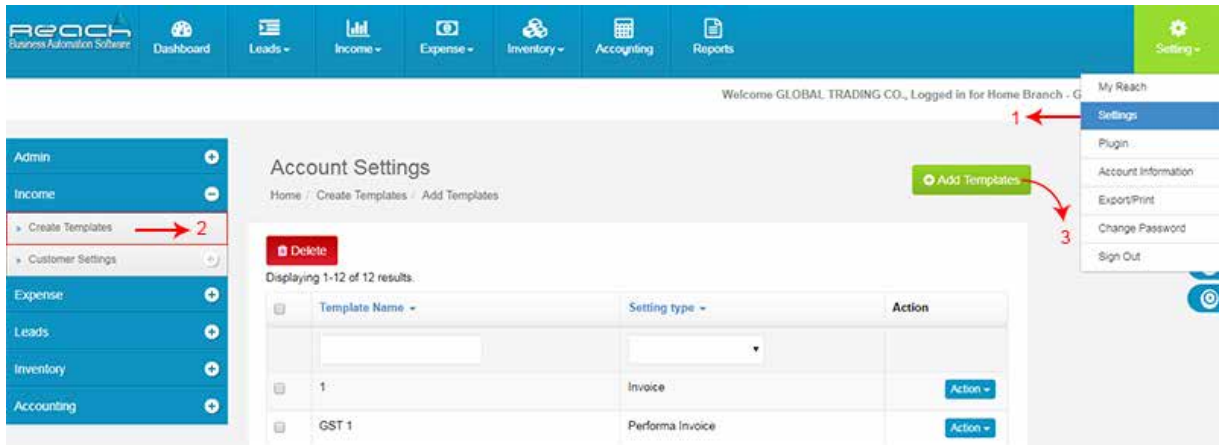 Reach
Business Automation Software
Dashboard
Leads
Income
Expense
Inventory
Accounting
Reports
Setting
Welcome GLOBAL TRADING CO., Logged in for Home Branch - G
My Reach
1
Settings
Plugin
Account Information
Export/Print
Change Password
Sign Out
Admin
Income
Create Templates
2
Customer Settings
Expense
Leads
Inventory
Accounting
Account Settings
Home / Create Templates / Add Templates
Add Templates
3
Delete
Displaying 1-12 of 12 results.
Template Name Setting type Action
1 Invoice Action
GST 1 Performa Invoice Action